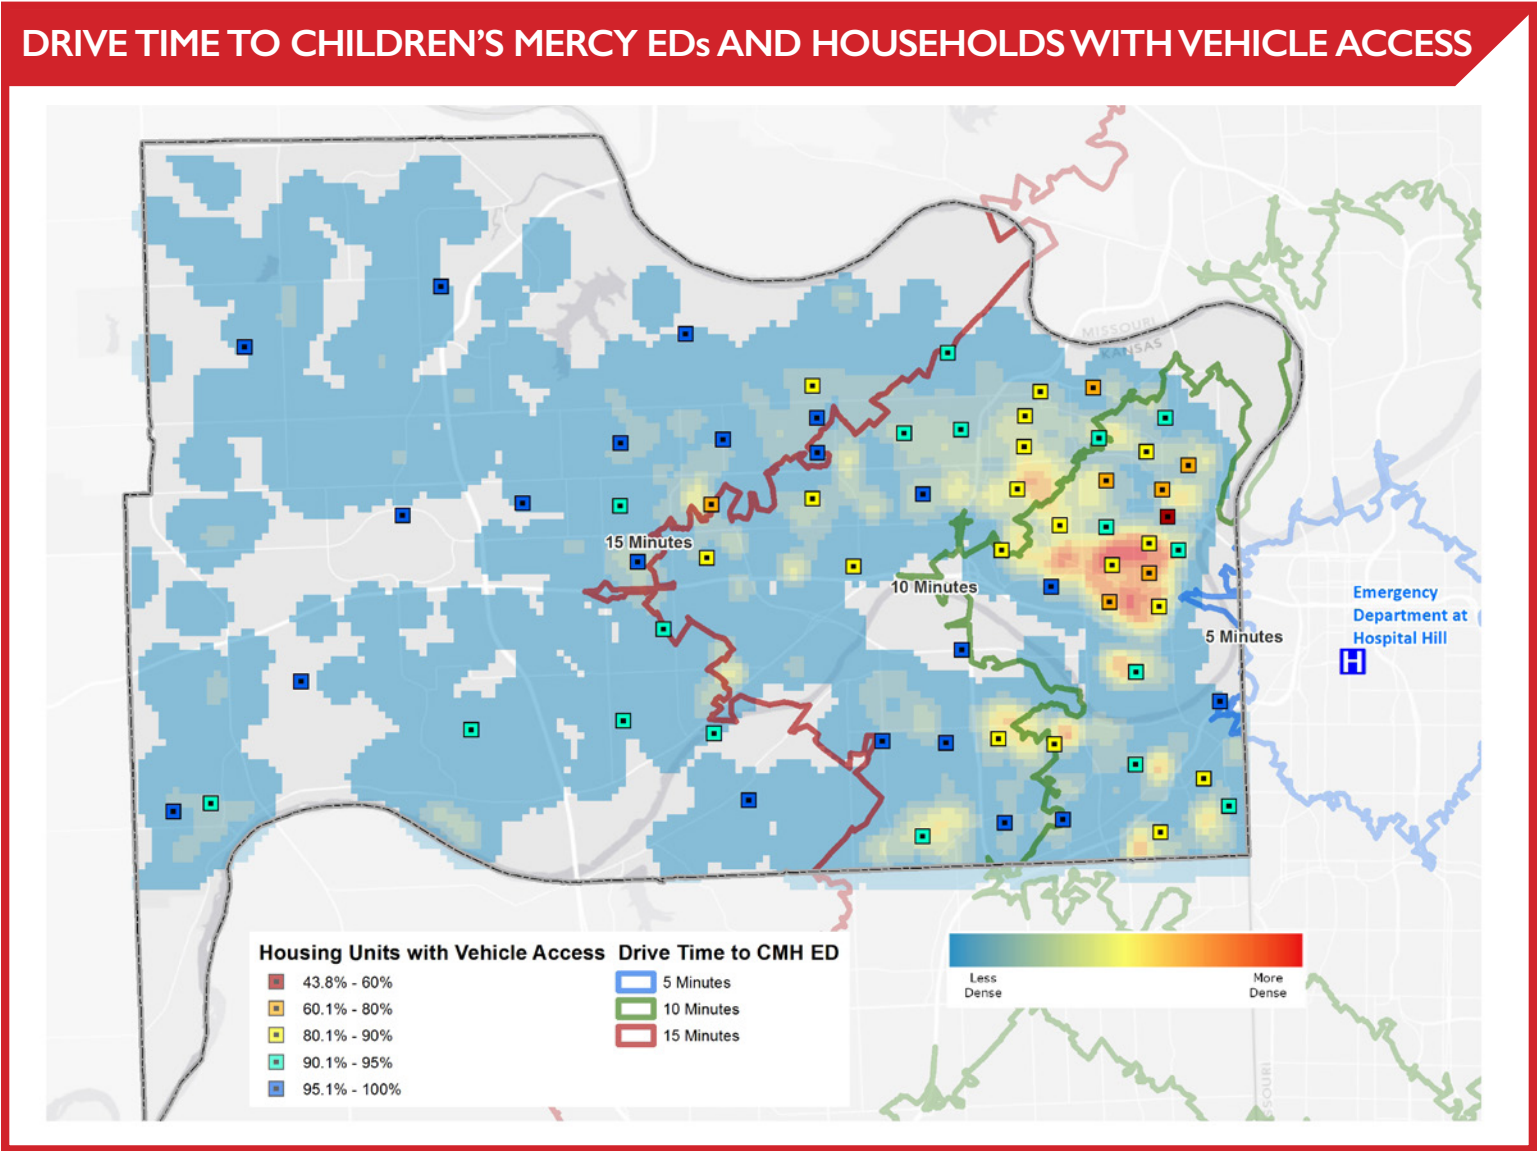 DRIVE TIME TO CHILDREN'S MERCY EDs AND HOUSEHOLDS WITH VEHICLE ACCESS
MISSOURI
KANSAS
15 Minutes
10 Minutes
5 Minutes
Emergency
Department at
Hospital Hill
H
Housing Units with Vehicle Access
43.8% - 60%
60.1% - 80%
80.1% - 90%
90.1% - 95%
95.1% - 100%
Drive Time to CMH ED
5 Minutes
10 Minutes
15 Minutes
Less
Dense
More
Dense